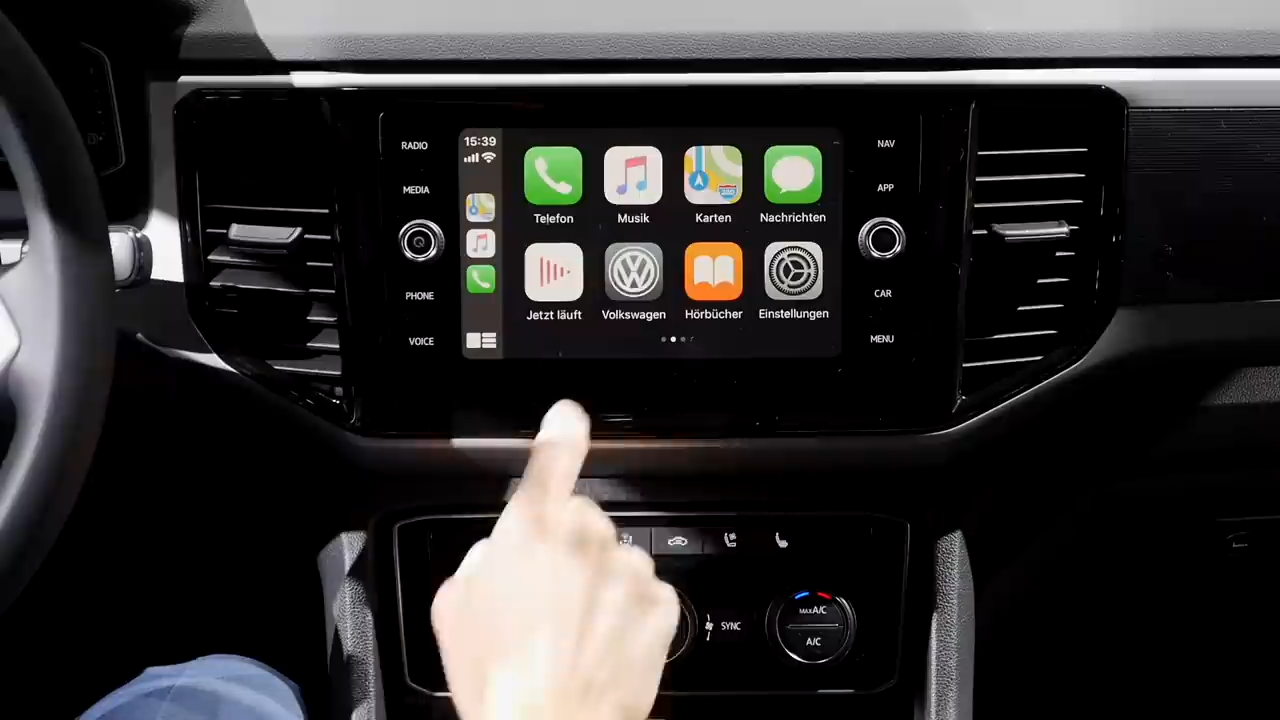 RADIO
MEDIA
PHONE
VOICE
15:39
Telefon
Musik
Karten
Nachrichten
Jetzt läuft
Volkswagen
Hörbücher
Einstellungen
NAV
APP
CAR
MENU
SYNC
MAX A/C
A/C